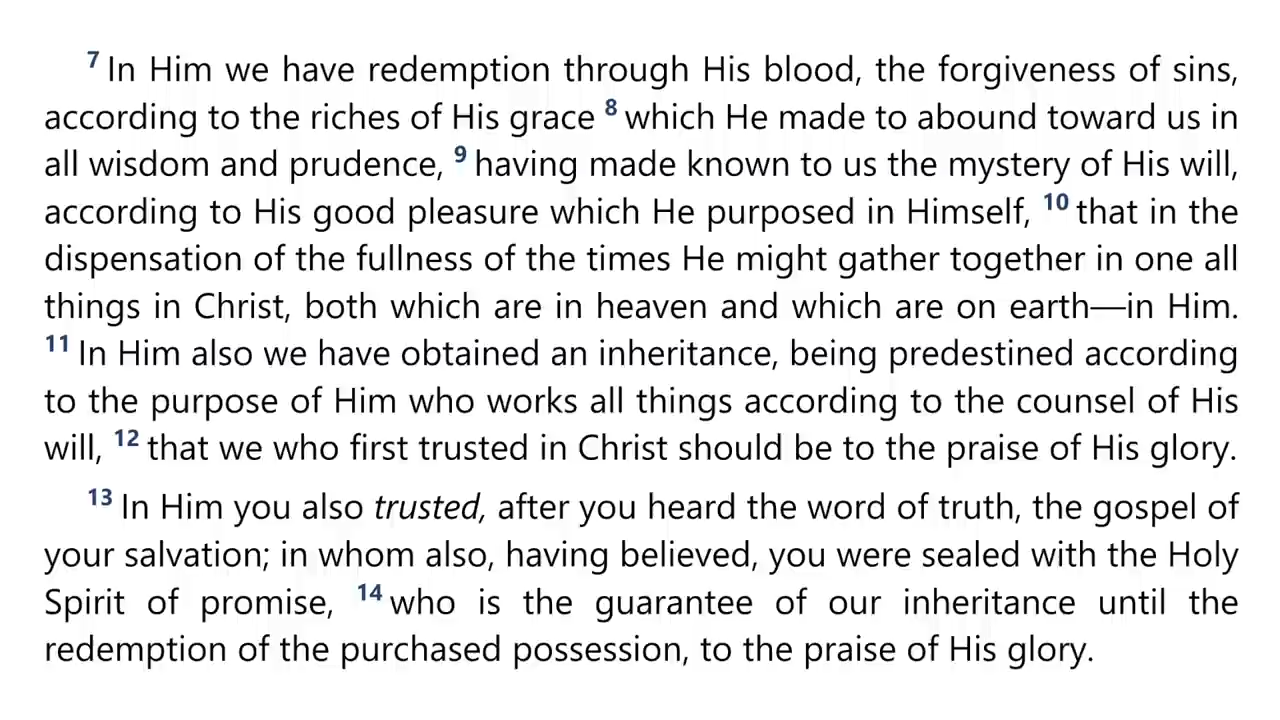 7 In Him we have redemption through His blood, the forgiveness of sins,
according to the riches of His grace 8 which He made to abound toward us in
all wisdom and prudence, 9 having made known to us the mystery of His will,
according to His good pleasure which He purposed in Himself, 10 that in the
dispensation of the fullness of the times He might gather together in one all
things in Christ, both which are in heaven and which are on earth—in Him.
11 In Him also we have obtained an inheritance, being predestined according
to the purpose of Him who works all things according to the counsel of His
will, 12 that we who first trusted in Christ should be to the praise of His glory.
13 In Him you also trusted, after you heard the word of truth, the gospel of
your salvation; in whom also, having believed, you were sealed with the Holy
Spirit of promise, 14 who is the guarantee of our inheritance until the
redemption of the purchased possession, to the praise of His glory.